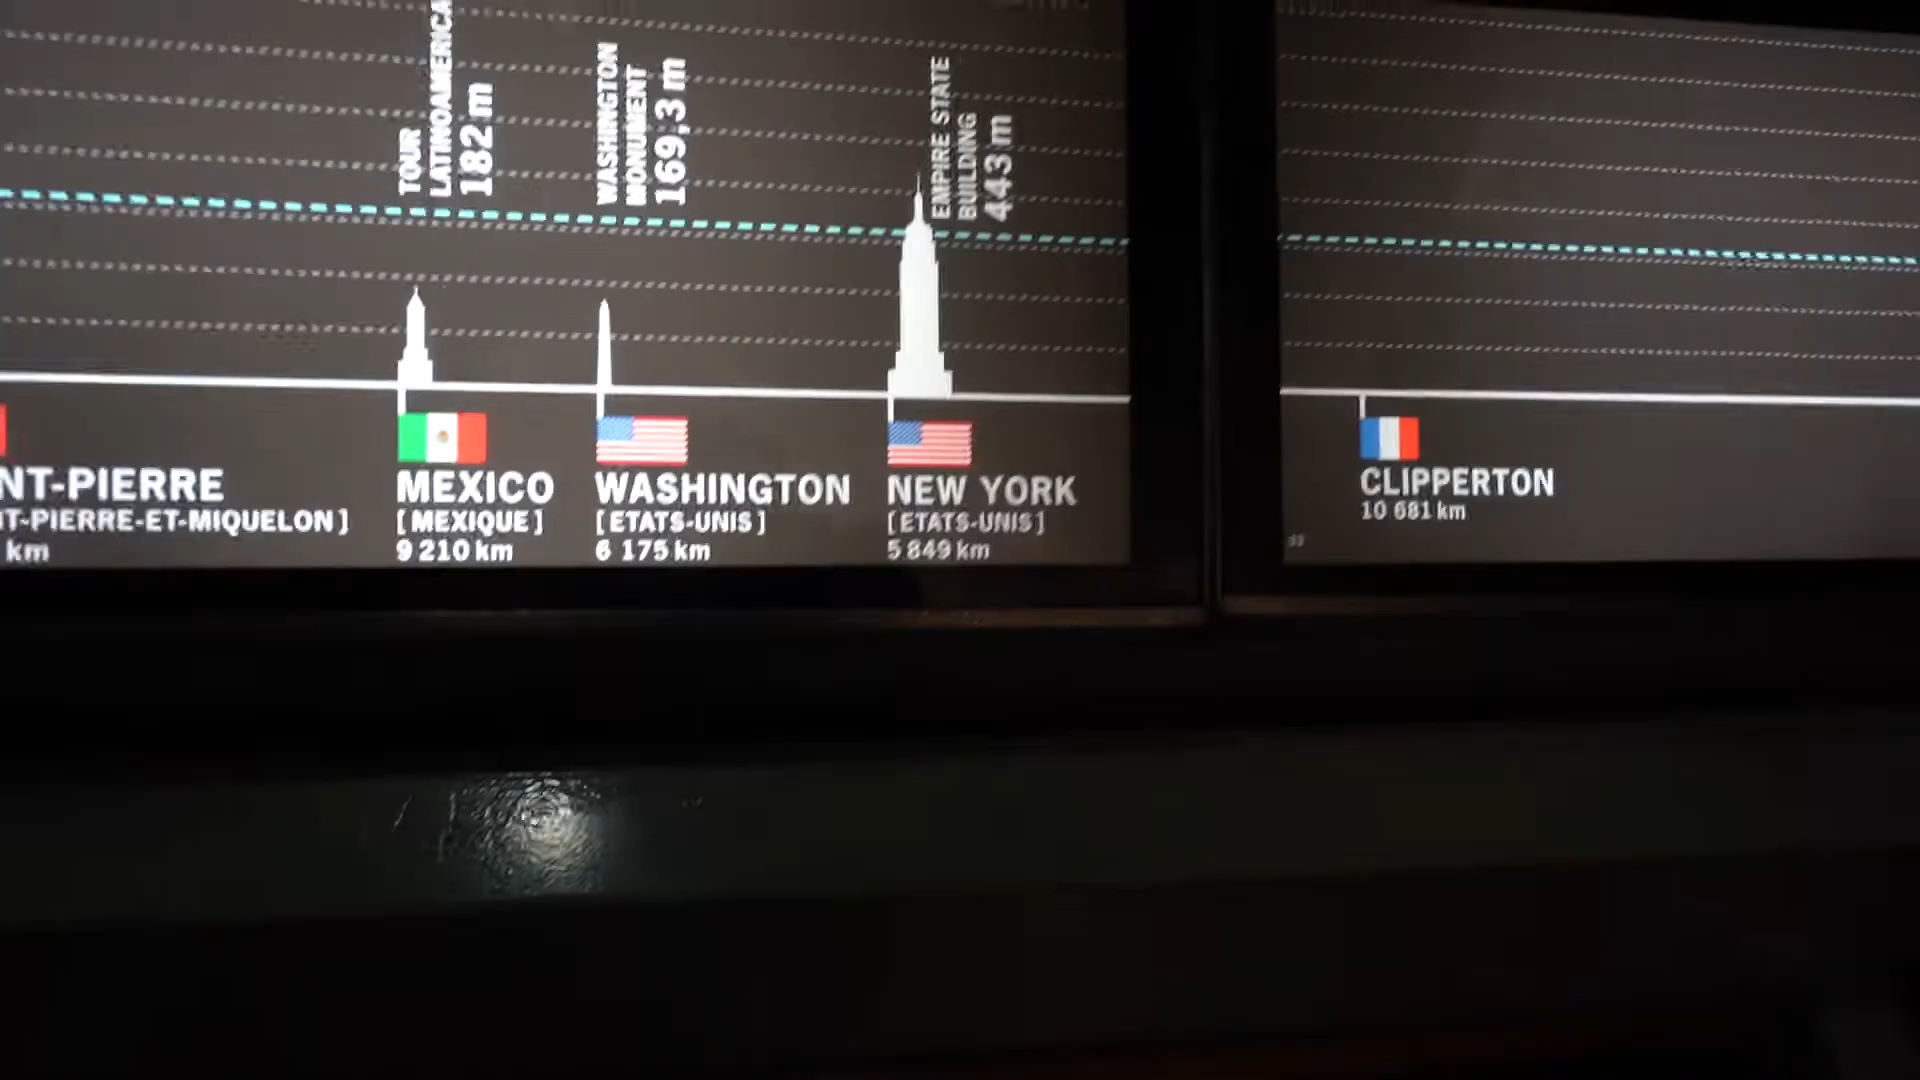 TOUR
LATINOAMERICA
182 m
WASHINGTON
MONUMENT
169,3 m
EMPIRE STATE
BUILDING
443 m
NT-PIERRE
T-PIERRE-ET-MIQUELON]
km
MEXICO
[MEXIQUE]
9 210 km
WASHINGTON
[ETATS-UNIS]
6 175 km
NEW YORK
[ETATS-UNIS]
5 849 km
CLIPPERTON
10 681 km